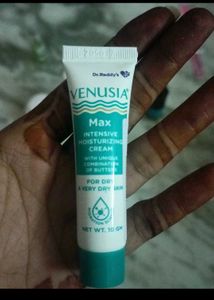 Dr.Reddy's
VENUSIA
Max
INTENSIVE
MOISTURIZING
CREAM
WITH UNIQUE
COMBINATION
OF BUTTERS
FOR DRY
& VERY DRY SKIN
NET WT. 10 GM